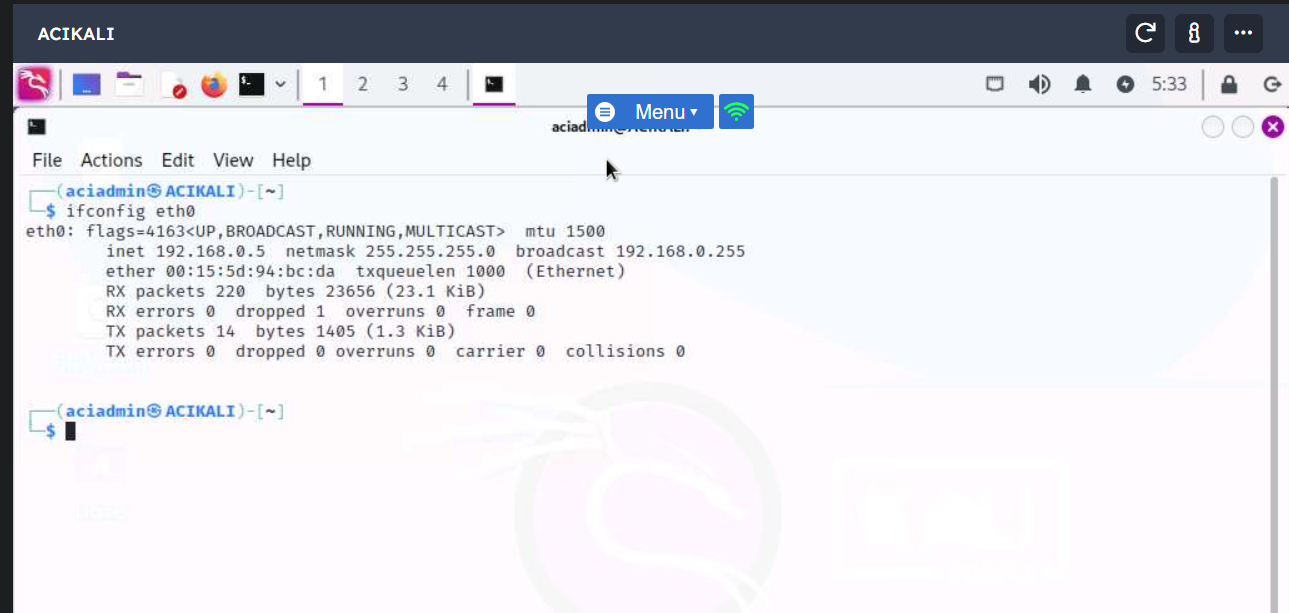 ACIKALI
1 2 3 4 5:33
Menu
File Actions Edit View Help
(aciadmin㉿ACIKALI)-[~]
$ ifconfig eth0
eth0: flags=4163<UP,BROADCAST,RUNNING,MULTICAST>  mtu 1500
inet 192.168.0.5  netmask 255.255.255.0  broadcast 192.168.0.255
ether 00:15:5d:94:bc:da  txqueuelen 1000  (Ethernet)
RX packets 220  bytes 23656 (23.1 KiB)
RX errors 0  dropped 1  overruns 0  frame 0
TX packets 14  bytes 1405 (1.3 KiB)
TX errors 0  dropped 0 overruns 0  carrier 0  collisions 0
(aciadmin㉿ACIKALI)-[~]
$